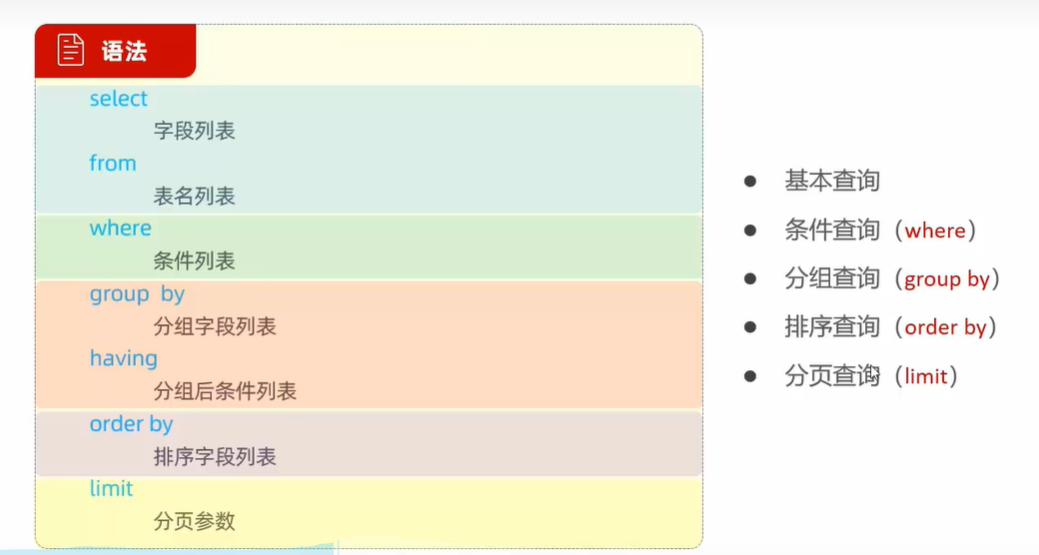 语法
select
字段列表
from
表名列表
where
条件列表
group by
分组字段列表
having
分组后条件列表
order by
排序字段列表
limit
分页参数
● 基本查询
● 条件查询（where）
● 分组查询（group by）
● 排序查询（order by）
● 分页查询（limit）